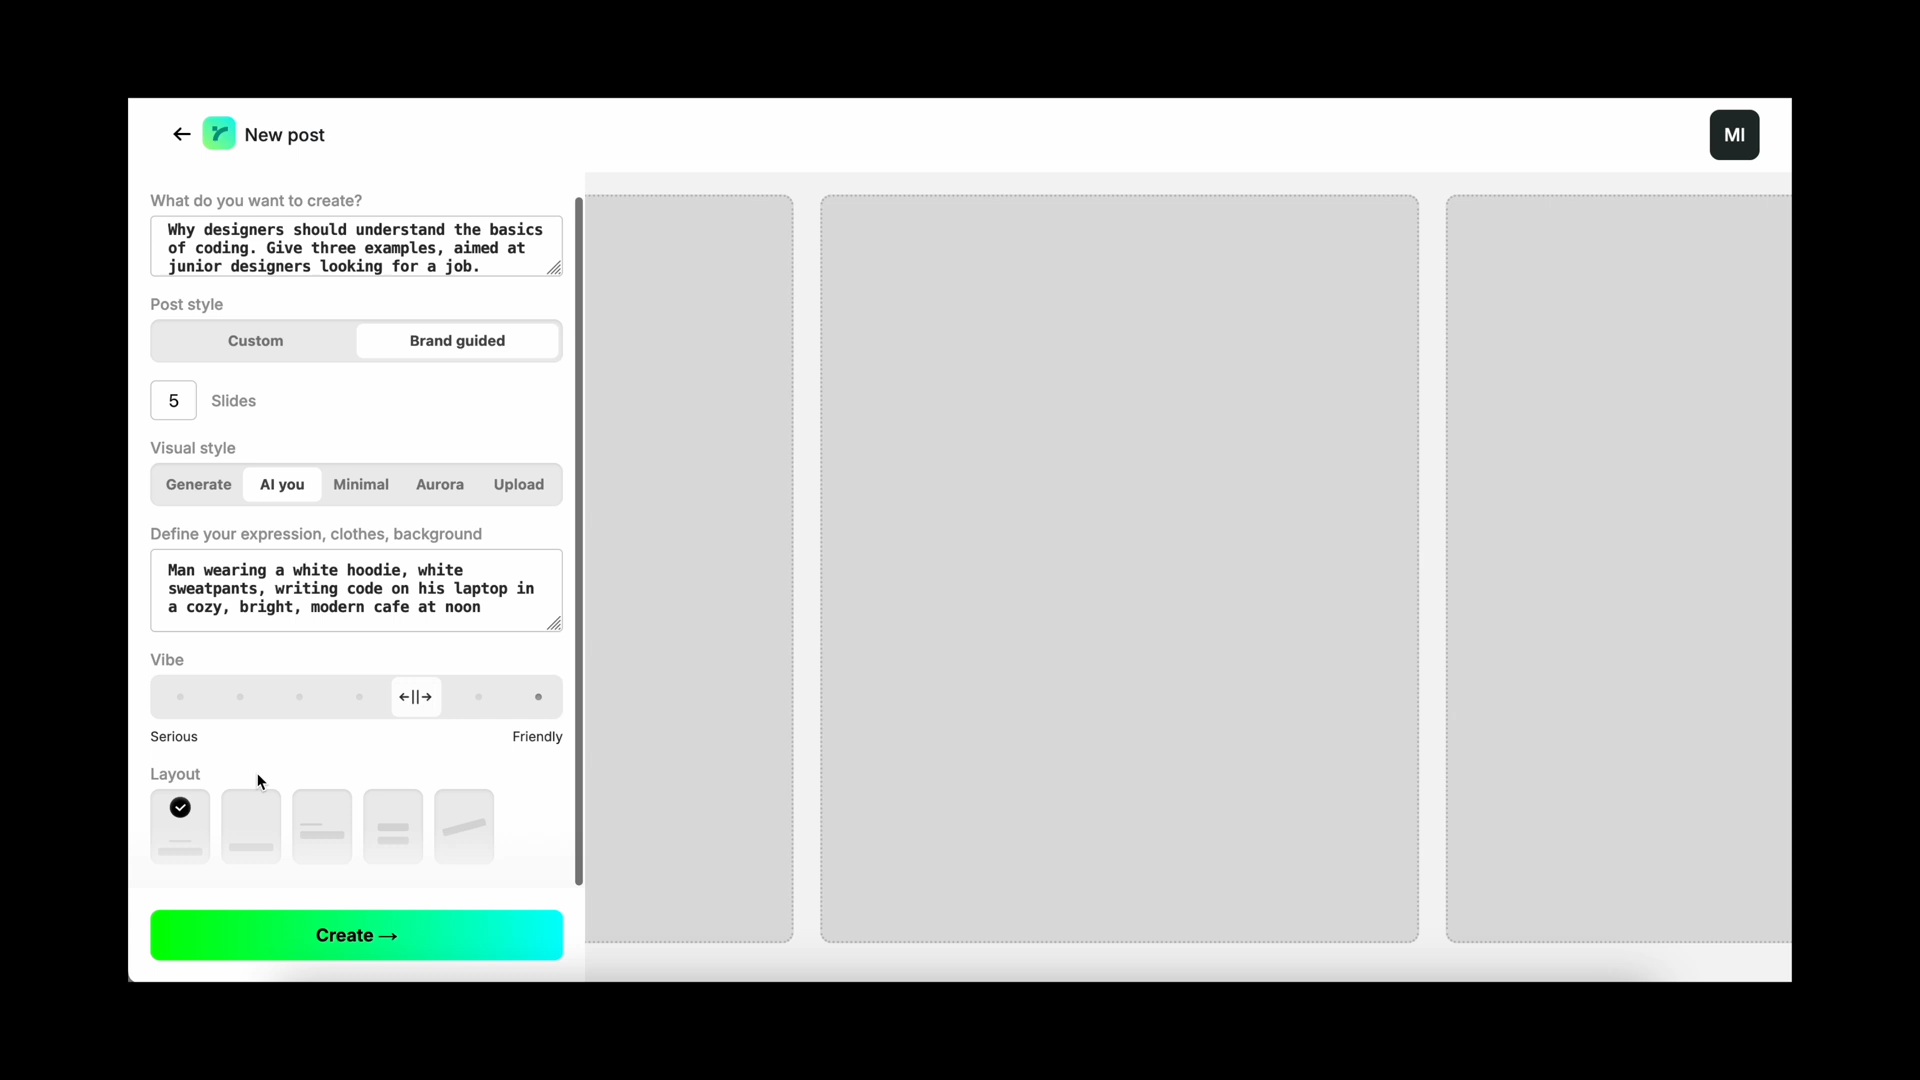 New post
MI
What do you want to create?
Why designers should understand the basics
of coding. Give three examples, aimed at
junior designers looking for a job.
Post style
Custom Brand guided
5 Slides
Visual style
Generate AI you Minimal Aurora Upload
Define your expression, clothes, background
Man wearing a white hoodie, white
sweatpants, writing code on his laptop in
a cozy, bright, modern cafe at noon
Vibe
Serious Friendly
Layout
Create →